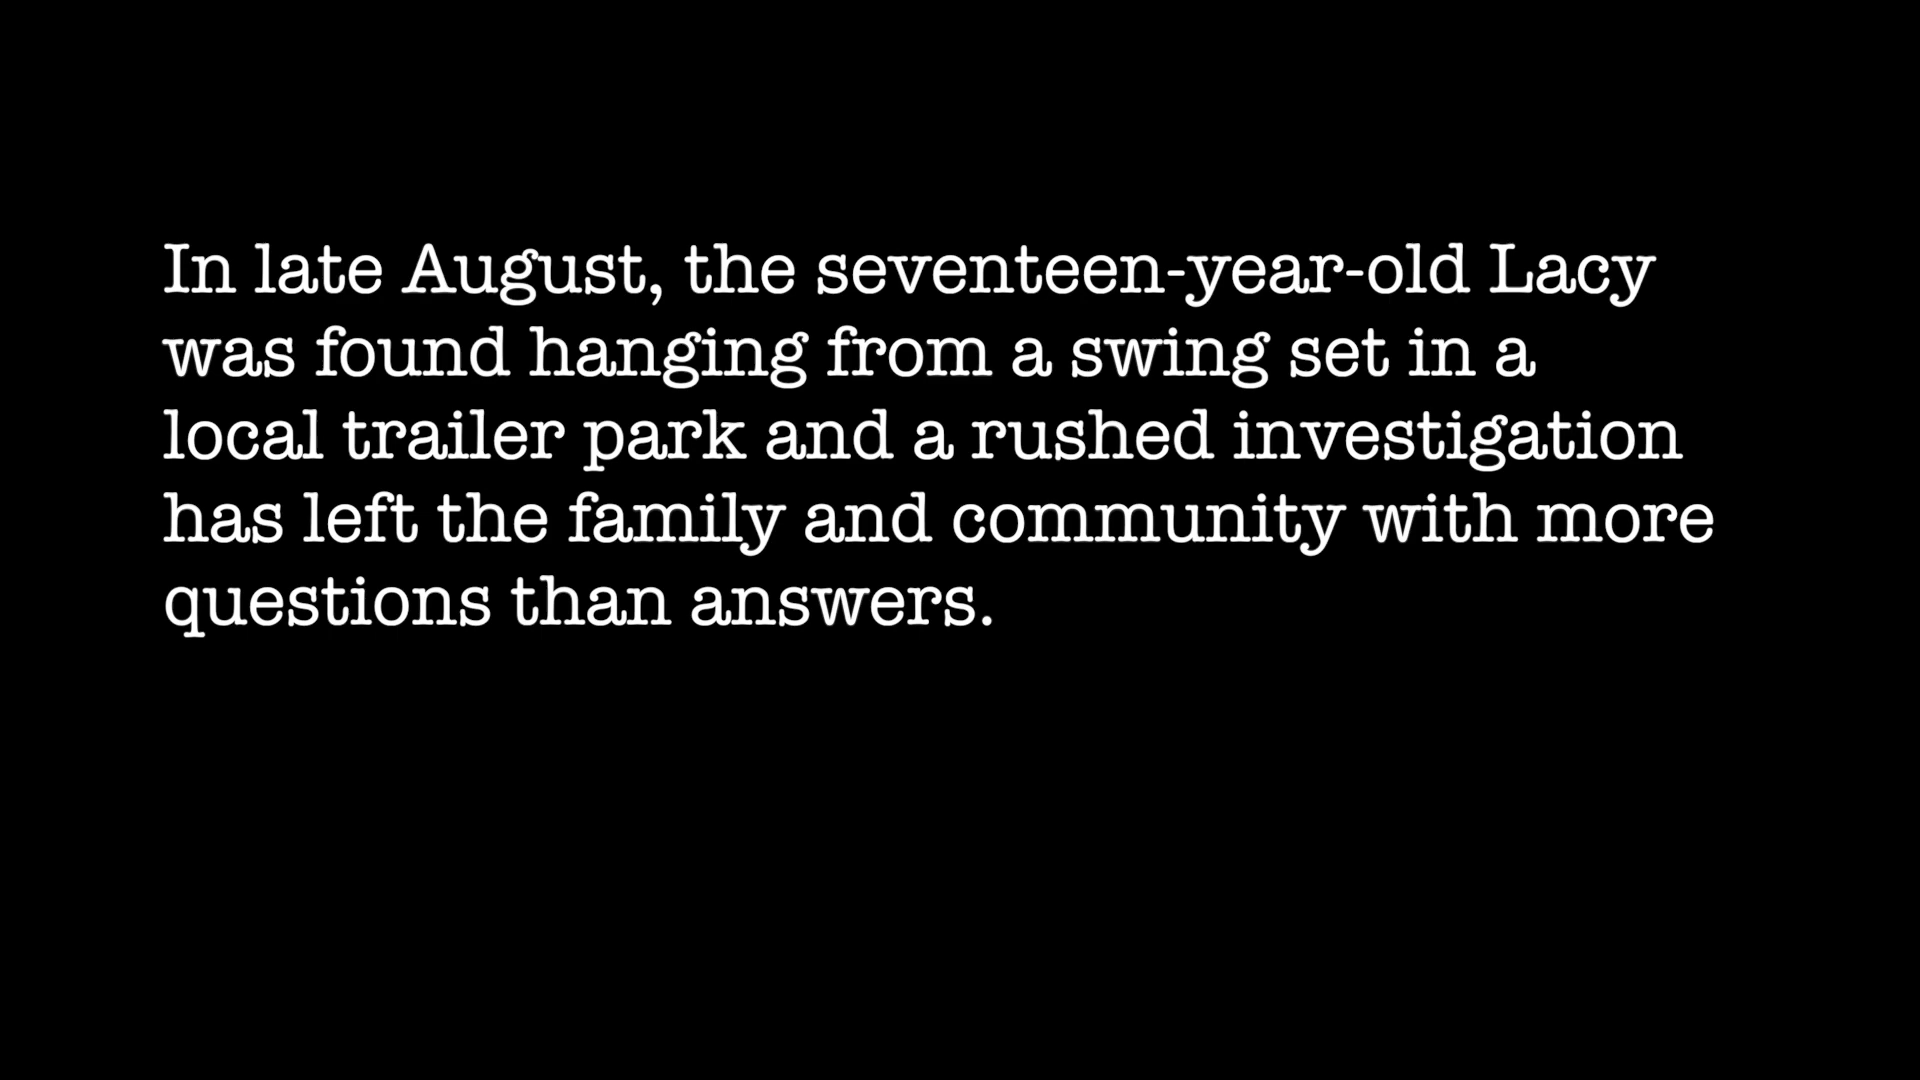 In late August, the seventeen-year-old Lacy
was found hanging from a swing set in a
local trailer park and a rushed investigation
has left the family and community with more
questions than answers.